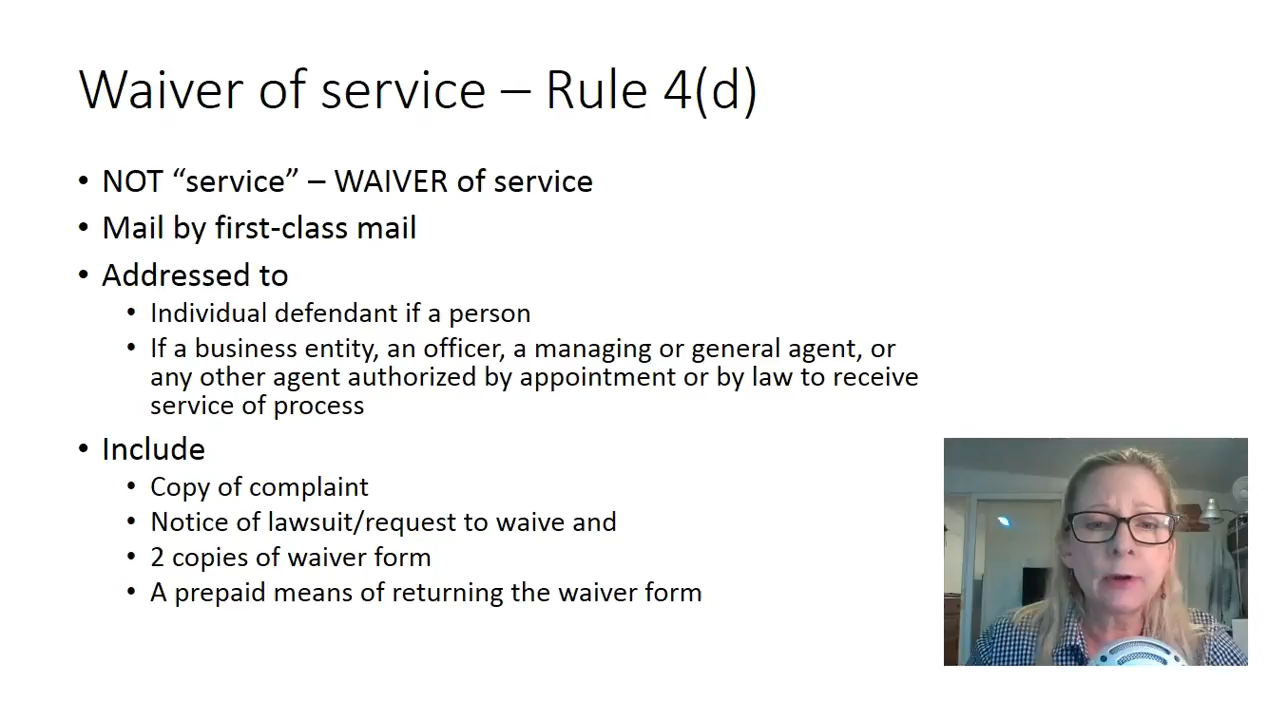 Waiver of service – Rule 4(d)
• NOT “service” – WAIVER of service
• Mail by first-class mail
• Addressed to
• Individual defendant if a person
• If a business entity, an officer, a managing or general agent, or
any other agent authorized by appointment or by law to receive
service of process
• Include
• Copy of complaint
• Notice of lawsuit/request to waive and
• 2 copies of waiver form
• A prepaid means of returning the waiver form